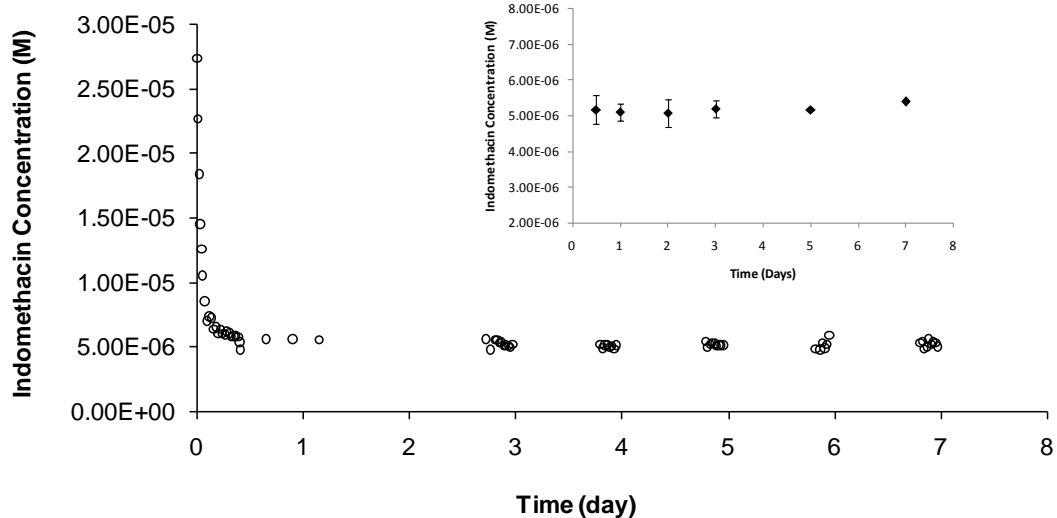 Indomethacin Concentration (M)
3.00E-05
2.50E-05
2.00E-05
1.50E-05
1.00E-05
5.00E-06
0.00E+00
0 1 2 3 4 5 6 7 8
Time (day)
Indomethacin Concentration (M)
8.00E-06
7.00E-06
6.00E-06
5.00E-06
4.00E-06
3.00E-06
2.00E-06
0 1 2 3 4 5 6 7 8
Time (Days)